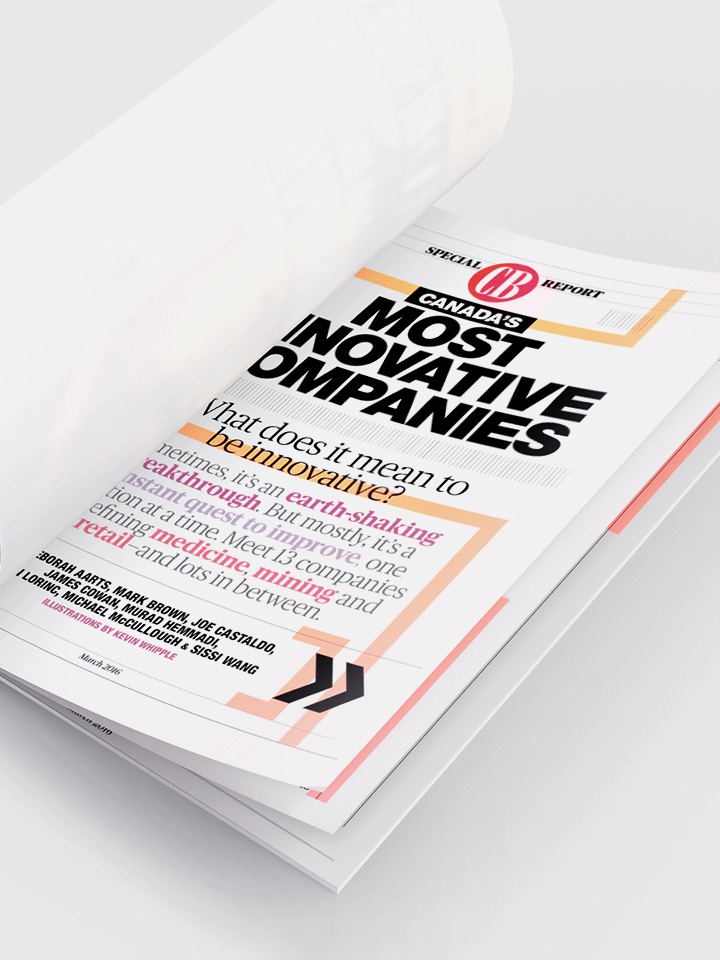 SPECIAL CB REPORT
CANADA'S
MOST
INNOVATIVE
OMPANIES
What does it mean to
be innovative?
netimes, it's an earth-shaking
eakthrough. But mostly, it's a
nstant quest to improve, one
tion at a time. Meet 13 companies
efining medicine, mining and
retail—and lots in between.
EBORAH AARTS, MARK BROWN, JOE CASTALDO,
JAMES COWAN, MURAD HEMMADI,
LORINC, MICHAEL McCULLOUGH & SISSI WANG
ILLUSTRATIONS BY KEVIN WHIPPLE
March 2016
»